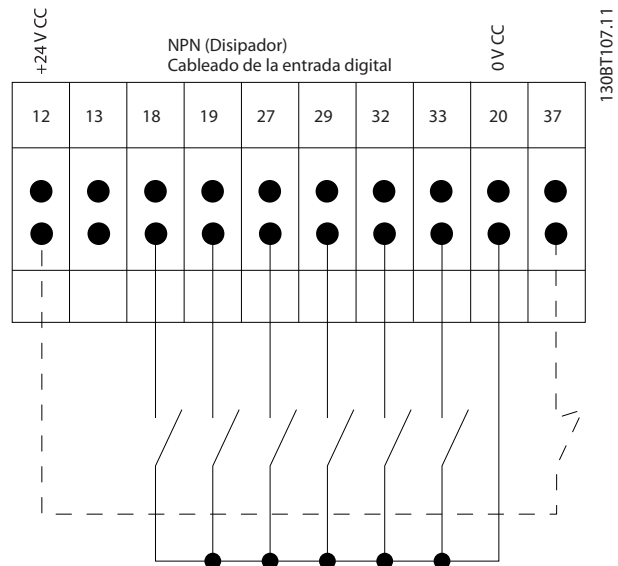 +24 V CC
NPN (Disipador)
Cableado de la entrada digital
0 V CC
130BT107.11
12 13 18 19 27 29 32 33 20 37